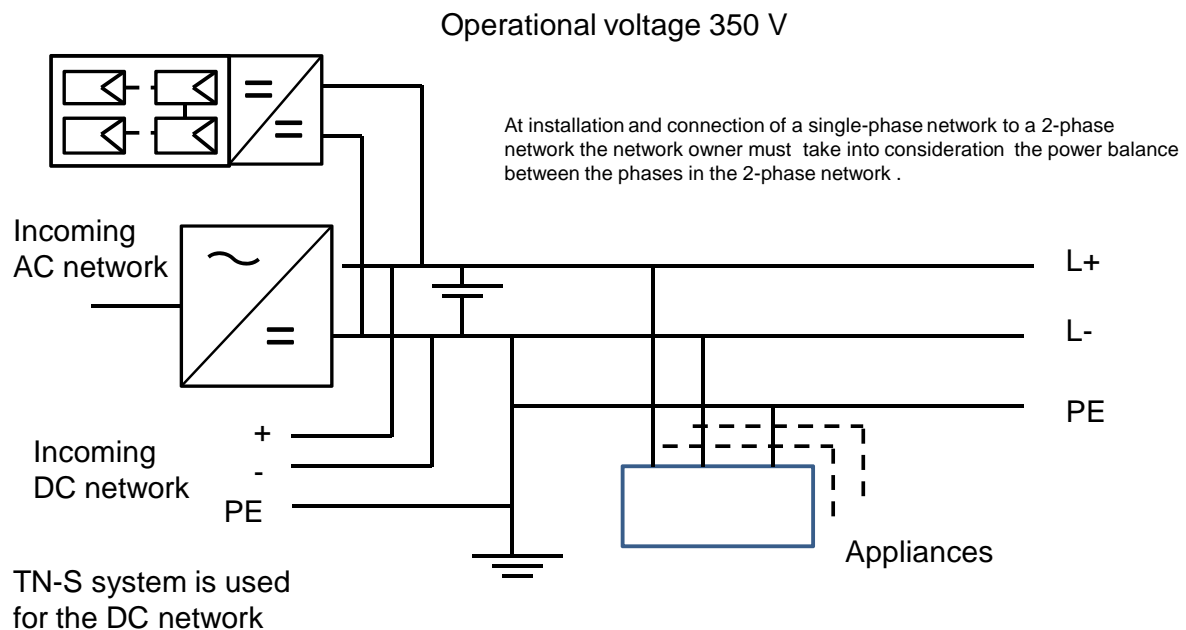 Operational voltage 350 V
At installation and connection of a single-phase network to a 2-phase
network the network owner must take into consideration the power balance
between the phases in the 2-phase network .
Incoming
AC network
L+
L-
PE
Incoming
DC network
+
-
PE
Appliances
TN-S system is used
for the DC network